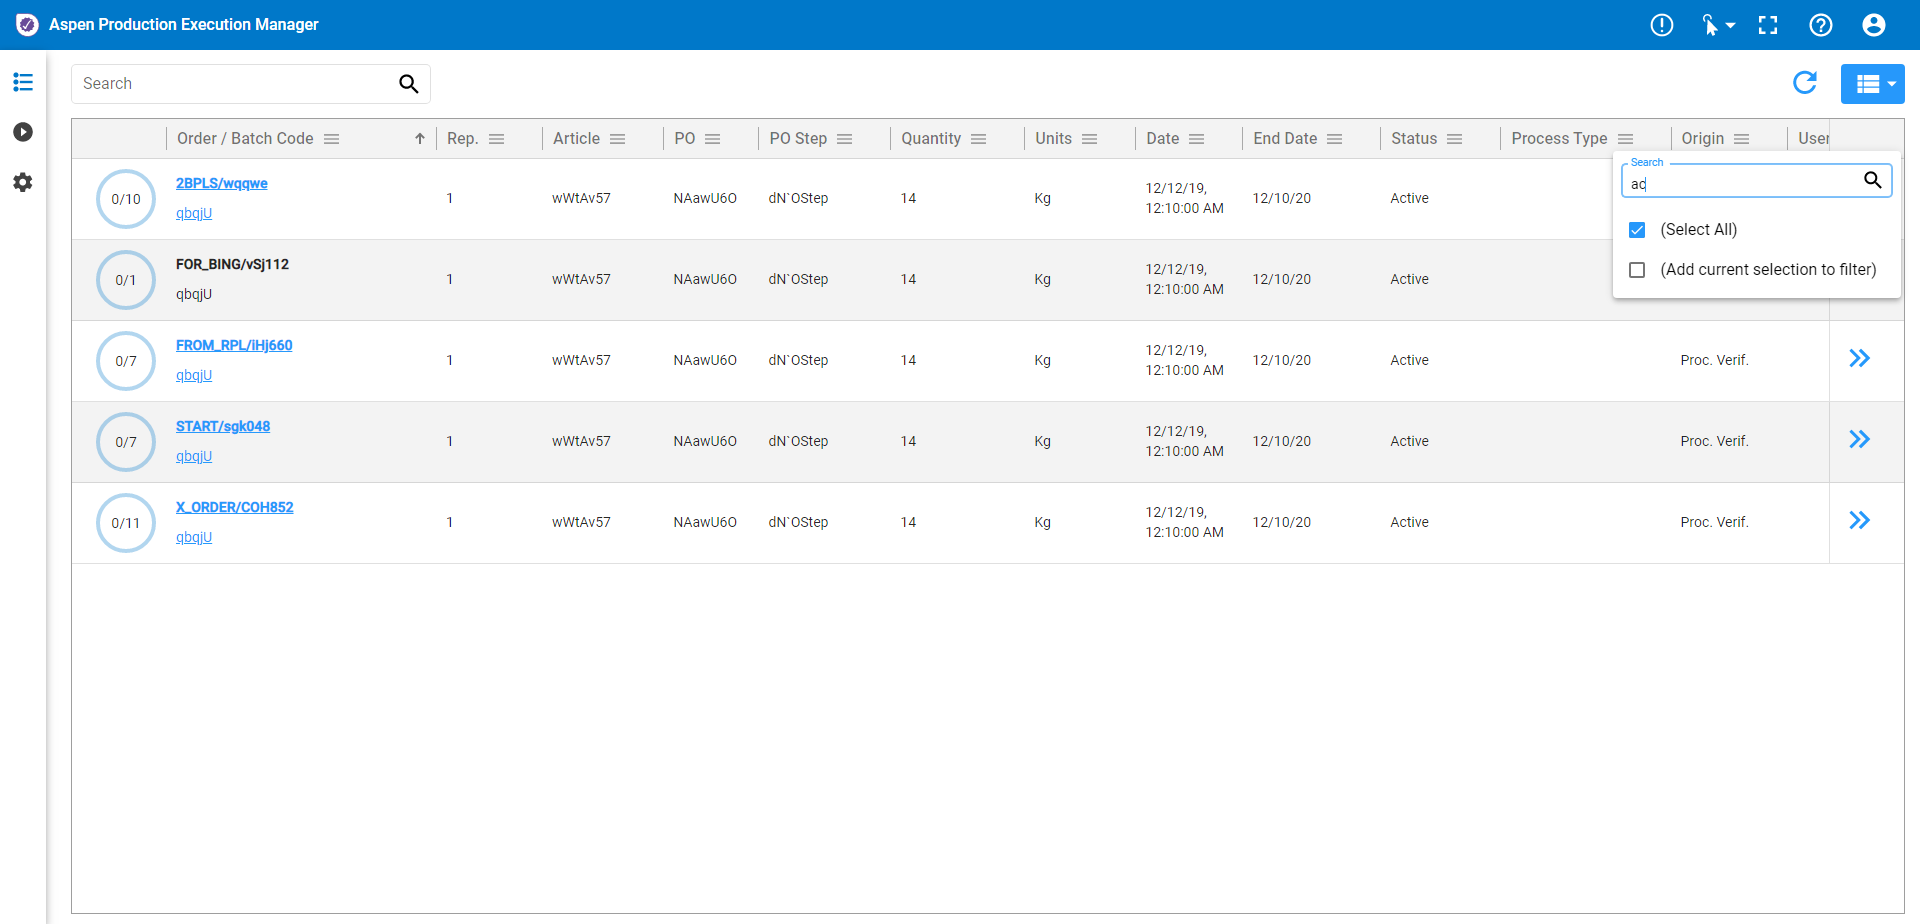 Aspen Production Execution Manager
Search
Order / Batch Code Rep. Article PO PO Step Quantity Units Date End Date Status Process Type Origin User
Search
ac
(Select All)
(Add current selection to filter)
0/10 2BPLS/wqqwe qbqjU 1 wWtAv57 NAawU6O dN`OStep 14 Kg 12/12/19, 12:10:00 AM 12/10/20 Active
0/1 FOR_BING/vSj112 qbqjU 1 wWtAv57 NAawU6O dN`OStep 14 Kg 12/12/19, 12:10:00 AM 12/10/20 Active
0/7 FROM_RPL/iHj660 qbqjU 1 wWtAv57 NAawU6O dN`OStep 14 Kg 12/12/19, 12:10:00 AM 12/10/20 Active Proc. Verif.
0/7 START/sgk048 qbqjU 1 wWtAv57 NAawU6O dN`OStep 14 Kg 12/12/19, 12:10:00 AM 12/10/20 Active Proc. Verif.
0/11 X_ORDER/COH852 qbqjU 1 wWtAv57 NAawU6O dN`OStep 14 Kg 12/12/19, 12:10:00 AM 12/10/20 Active Proc. Verif.